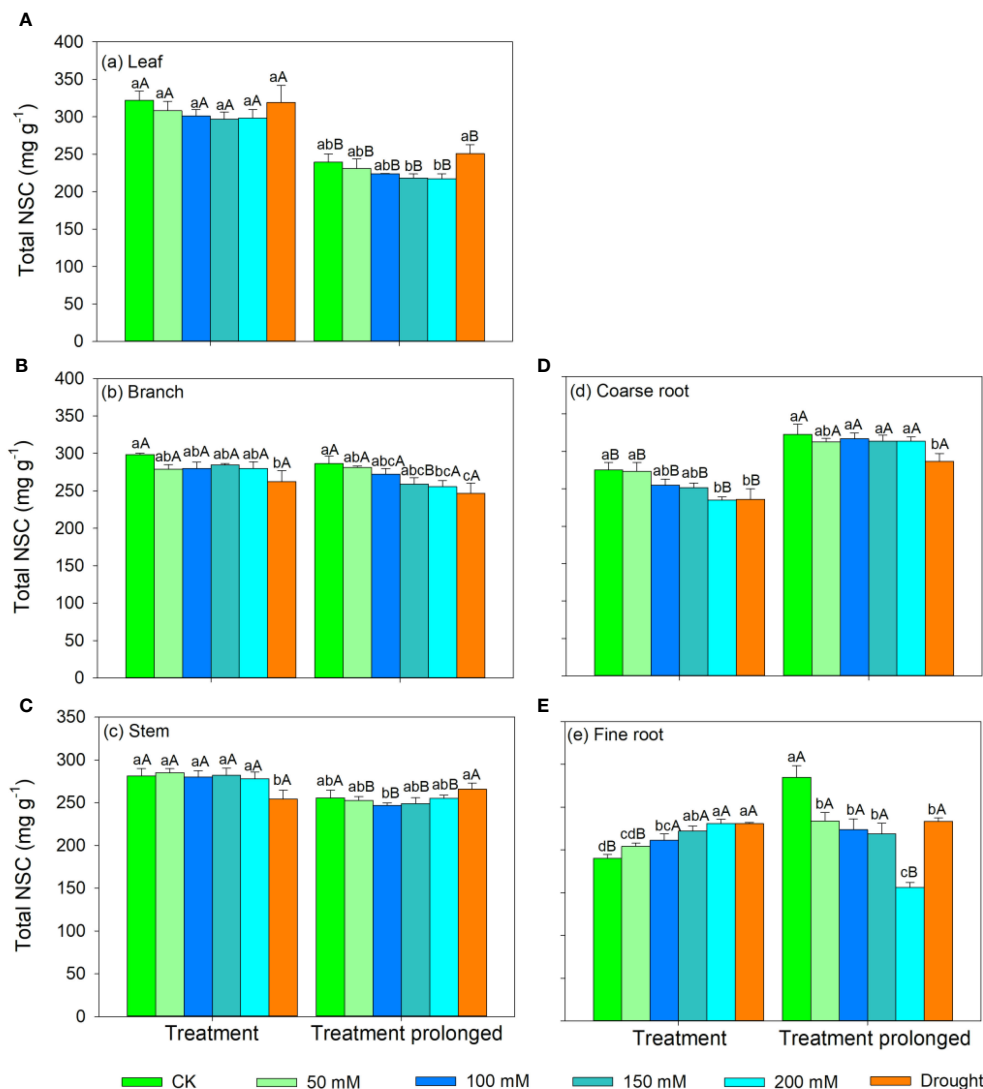 A
(a) Leaf
Total NSC (mg g-1)
400
350
300
250
200
150
100
50
0
aA aA aA aA aA aA
abB abB abB bB bB aB
B
(b) Branch
Total NSC (mg g-1)
400
350
300
250
200
150
100
50
0
aA abA abA abA abA bA
aA abA abcA abcB bcA cA
C
(c) Stem
Total NSC (mg g-1)
350
300
250
200
150
100
50
0
aA aA aA aA aA bA
abA abB bB abB abB aA
Treatment Treatment prolonged
D
(d) Coarse root
aB aB abB abB bB bB
aA abA aA aA aA bA
E
(e) Fine root
dB cdB bcA abA aA aA
aA bA bA bA cB bA
Treatment Treatment prolonged
CK 50 mM 100 mM 150 mM 200 mM Drought